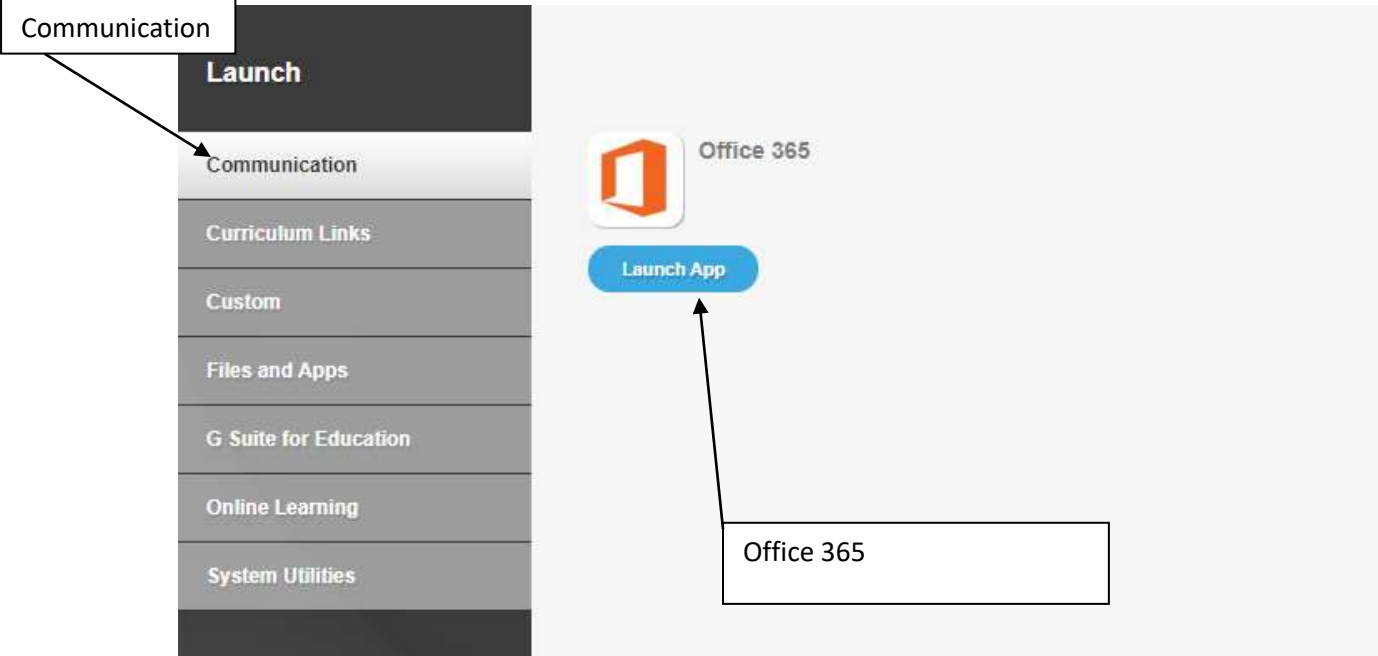 Communication
Launch
Communication
Curriculum Links
Custom
Files and Apps
G Suite for Education
Online Learning
System Utilities
Office 365
Launch App
Office 365